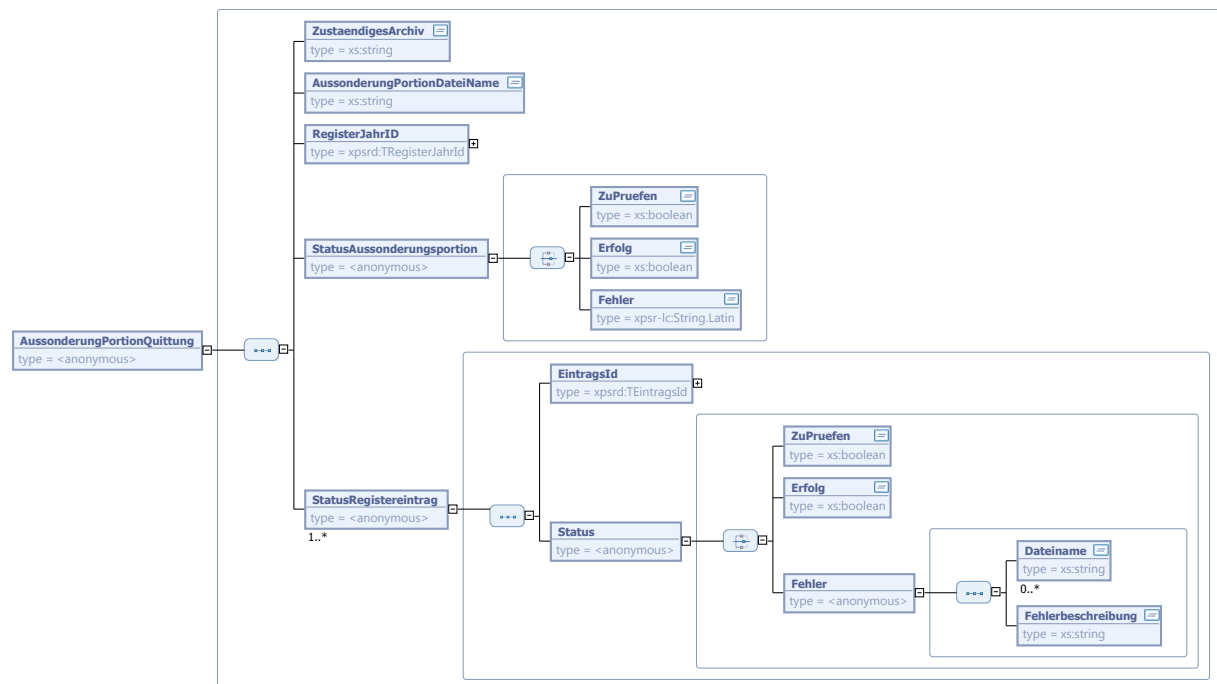 ZustaendigesArchiv
type = xs:string
AussonderungPortionDateiName
type = xs:string
RegisterJahrID
type = xpsrd:TRegisterJahrId
StatusAussonderungsportion
type = <anonymous>
ZuPruefen
type = xs:boolean
Erfolg
type = xs:boolean
Fehler
type = xpsr-lc:String.Latin
AussonderungPortionQuittung
type = <anonymous>
StatusRegistereintrag
type = <anonymous>
1..*
EintragsId
type = xpsrd:TEintragsId
Status
type = <anonymous>
ZuPruefen
type = xs:boolean
Erfolg
type = xs:boolean
Fehler
type = <anonymous>
Dateiname
type = xs:string
0..*
Fehlerbeschreibung
type = xs:string